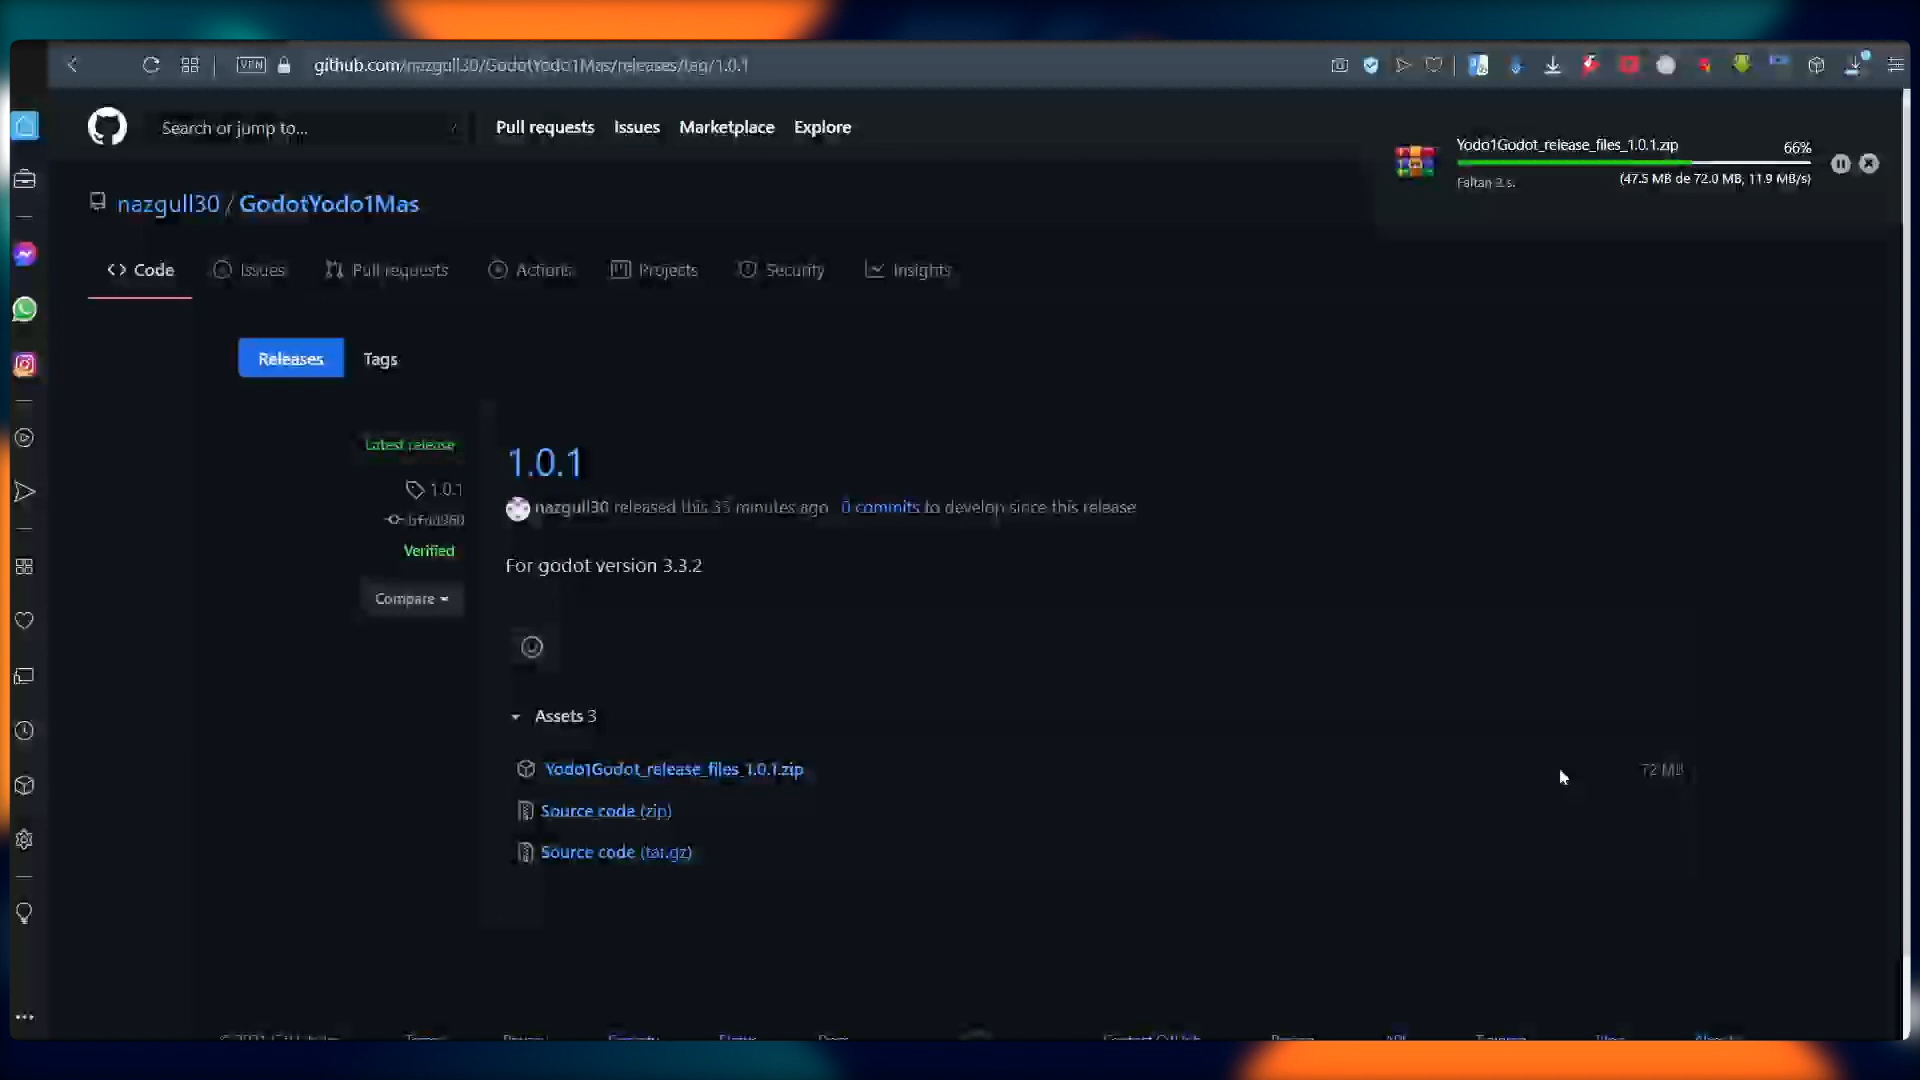 VPN
github.com/nazgull30/GodotYodo1Mas/releases/tag/1.0.1
Search or jump to...
/
Pull requests
Issues
Marketplace
Explore
Yodo1Godot_release_files_1.0.1.zip
66%
Faltan 2 s.
(47.5 MB de 72.0 MB, 11.9 MB/s)
nazgull30 / GodotYodo1Mas
Code
Issues
Pull requests
Actions
Projects
Security
Insights
Releases
Tags
Latest release
1.0.1
Verified
Compare
1.0.1
nazgull30 released this 35 minutes ago
0 commits to develop since this release
For godot version 3.3.2
Assets 3
Yodo1Godot_release_files_1.0.1.zip
72 MB
Source code (zip)
Source code (tar.gz)